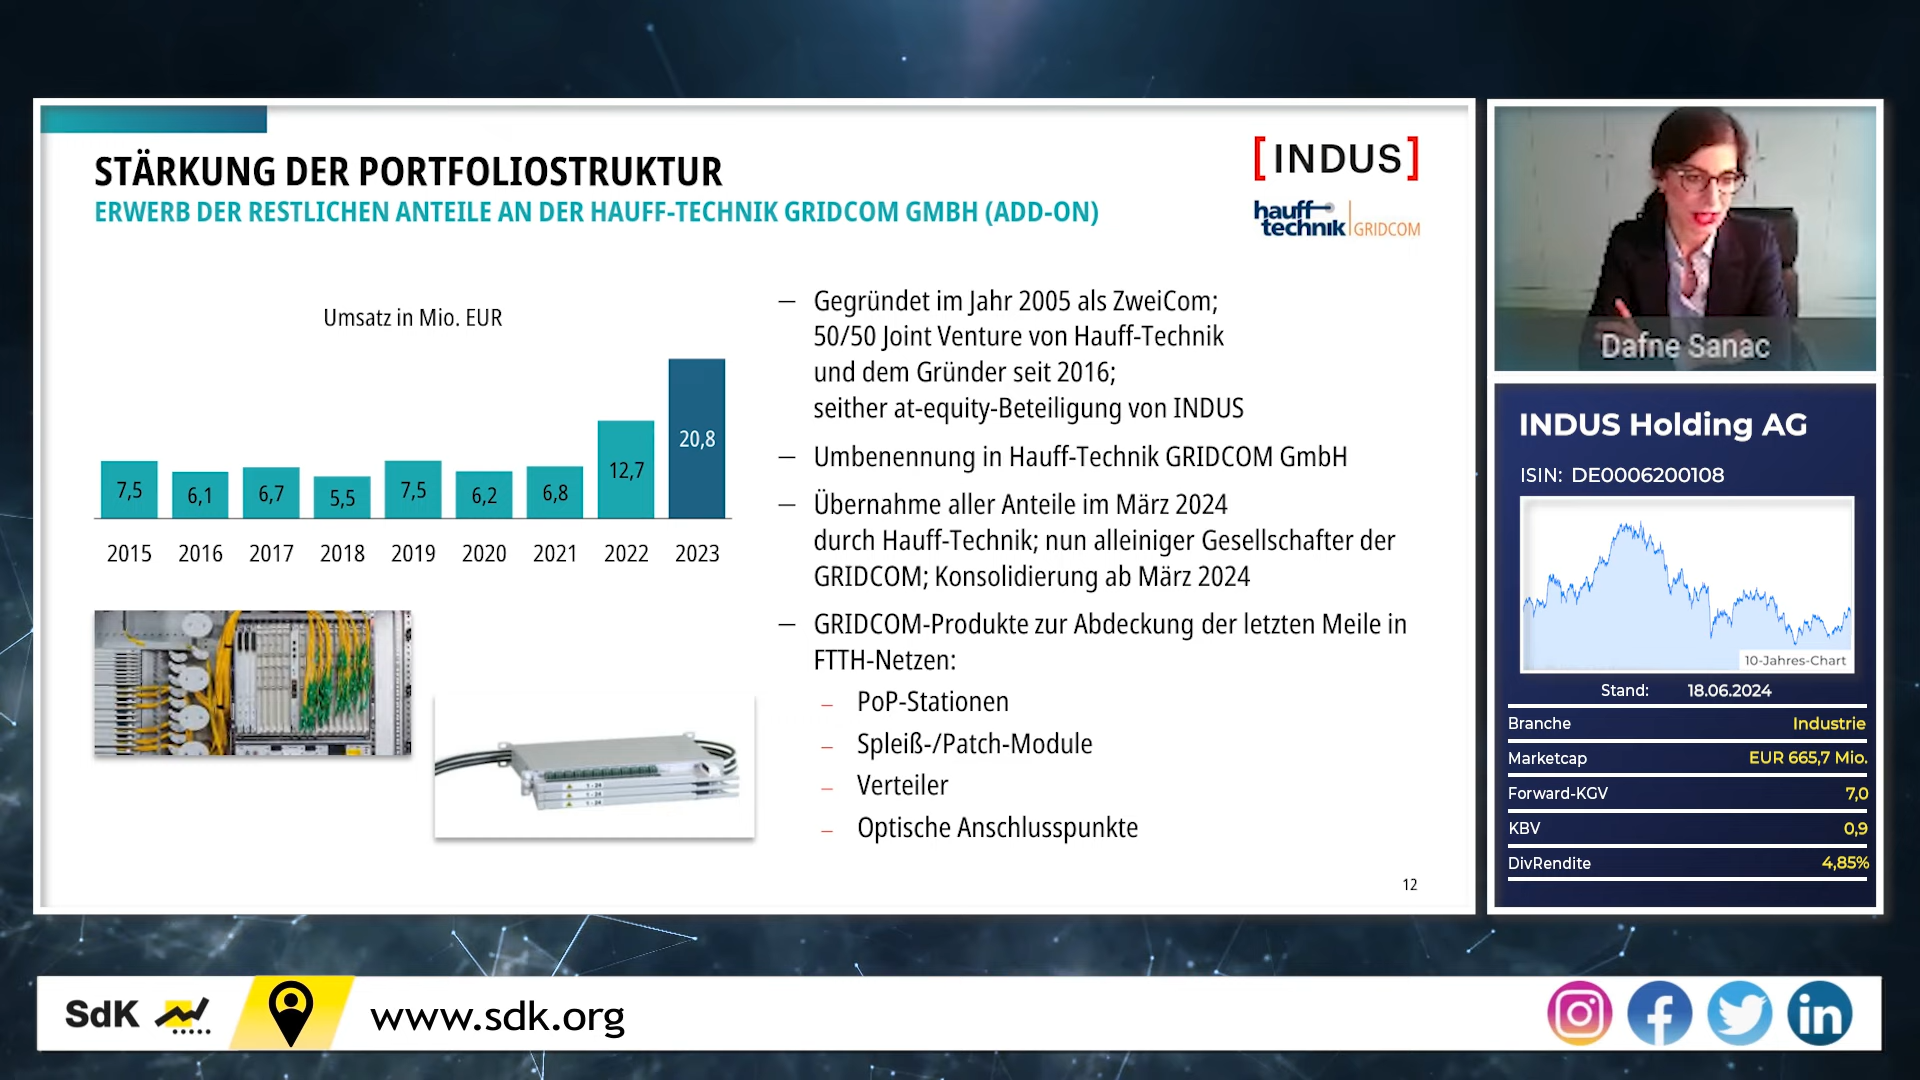 STÄRKUNG DER PORTFOLIOSTRUKTUR
ERWERB DER RESTLICHEN ANTEILE AN DER HAUFF-TECHNIK GRIDCOM GMBH (ADD-ON)
[INDUS]
hauff
technik GRIDCOM
Umsatz in Mio. EUR
7,5 6,1 6,7 5,5 7,5 6,2 6,8 12,7 20,8
2015 2016 2017 2018 2019 2020 2021 2022 2023
— Gegründet im Jahr 2005 als ZweiCom;
50/50 Joint Venture von Hauff-Technik
und dem Gründer seit 2016;
seither at-equity-Beteiligung von INDUS
— Umbenennung in Hauff-Technik GRIDCOM GmbH
— Übernahme aller Anteile im März 2024
durch Hauff-Technik; nun alleiniger Gesellschafter der
GRIDCOM; Konsolidierung ab März 2024
— GRIDCOM-Produkte zur Abdeckung der letzten Meile in
FTTH-Netzen:
– PoP-Stationen
– Spleiß-/Patch-Module
– Verteiler
– Optische Anschlusspunkte
12
Dafne Sanac
INDUS Holding AG
ISIN: DE0006200108
10-Jahres-Chart
Stand: 18.06.2024
Branche Industrie
Marketcap EUR 665,7 Mio.
Forward-KGV 7,0
KBV 0,9
DivRendite 4,85%
SdK
www.sdk.org